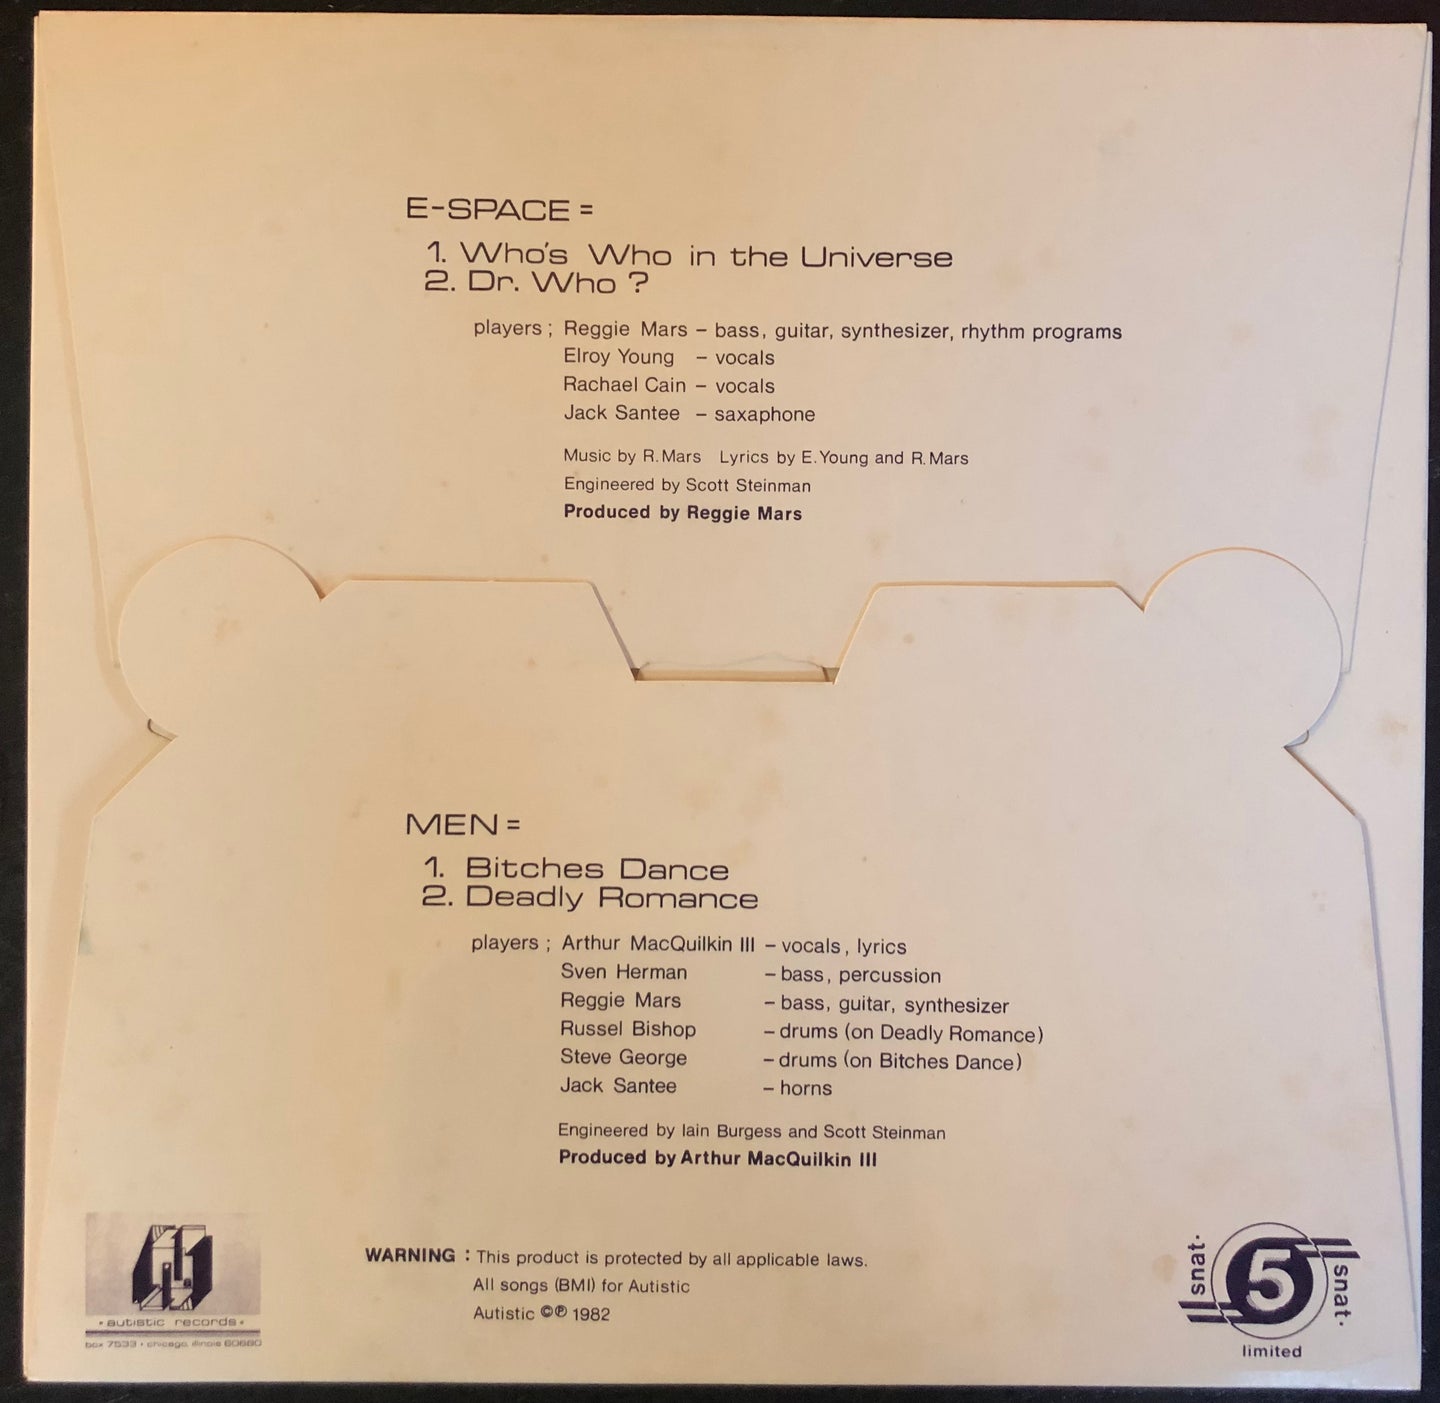 E-SPACE =
1. Who's Who in the Universe
2. Dr. Who ?
players ; Reggie Mars – bass, guitar, synthesizer, rhythm programs
Elroy Young – vocals
Rachael Cain – vocals
Jack Santee – saxaphone
Music by R. Mars Lyrics by E. Young and R. Mars
Engineered by Scott Steinman
Produced by Reggie Mars
MEN =
1. Bitches Dance
2. Deadly Romance
players ; Arthur MacQuilkin III – vocals, lyrics
Sven Herman – bass, percussion
Reggie Mars – bass, guitar, synthesizer
Russel Bishop – drums (on Deadly Romance)
Steve George – drums (on Bitches Dance)
Jack Santee – horns
Engineered by Iain Burgess and Scott Steinman
Produced by Arthur MacQuilkin III
WARNING : This product is protected by all applicable laws.
All songs (BMI) for Autistic
Autistic ©℗ 1982
• autistic records •
box 7533 • chicago, illinois 60680
snat•
5
snat•
limited